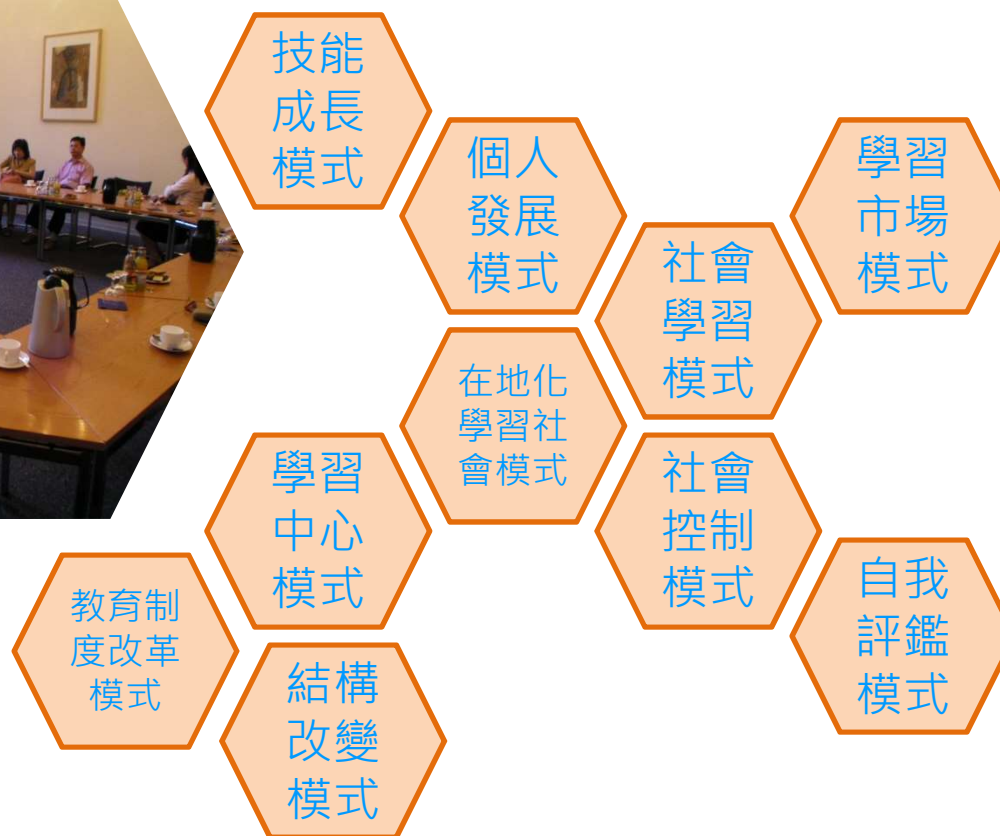 技能
成長
模式
個人
發展
模式
學習
市場
模式
社會
學習
模式
在地化
學習社
會模式
學習
中心
模式
社會
控制
模式
教育制
度改革
模式
自我
評鑑
模式
結構
改變
模式